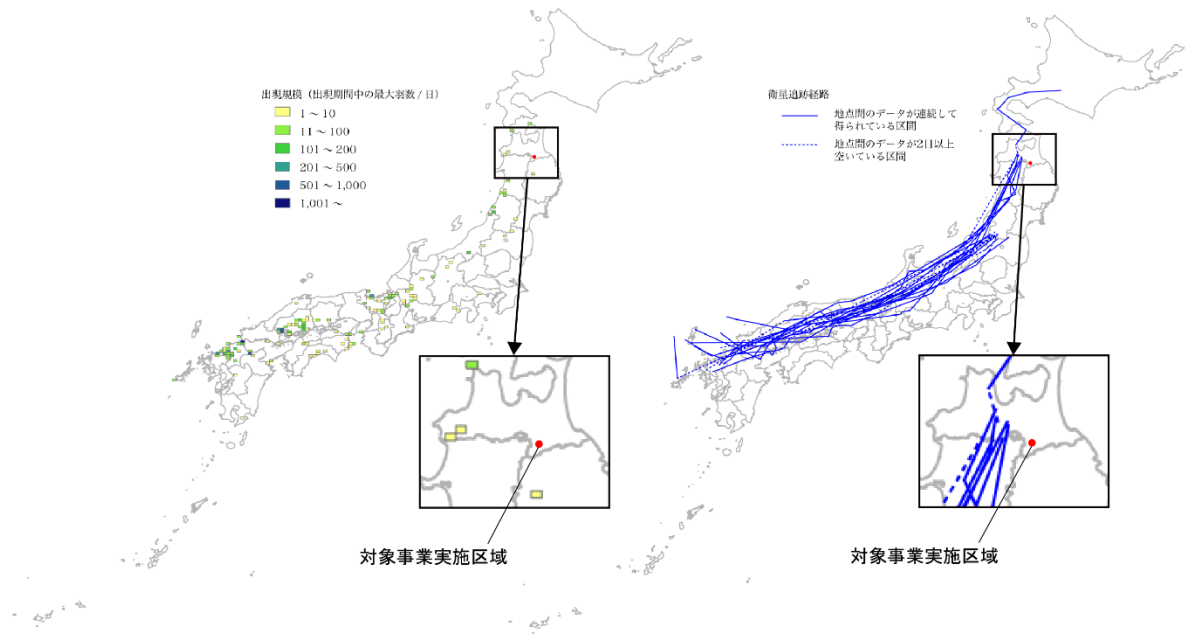 出現規模（出現期間中の最大羽数/日）
1～10
11～100
101～200
201～500
501～1,000
1,001～
対象事業実施区域
衛星追跡経路
地点間のデータが連続して
得られている区間
地点間のデータが2日以上
空いている区間
対象事業実施区域